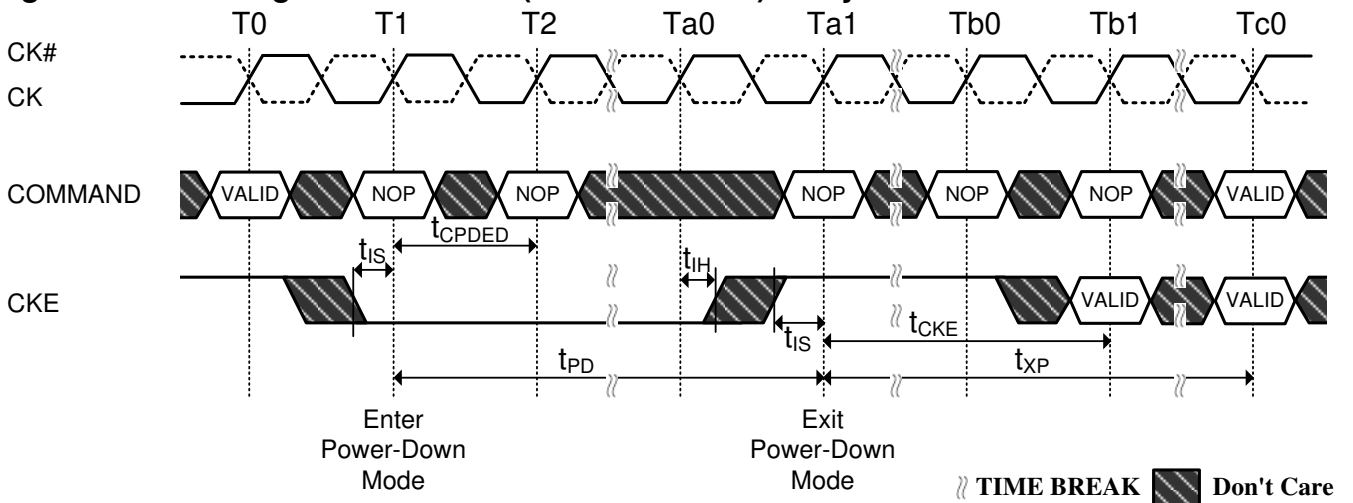 T0 T1 T2 Ta0 Ta1 Tb0 Tb1 Tc0
CK#
CK
COMMAND VALID NOP NOP NOP NOP NOP VALID
tCPDED
tIS tIH
CKE VALID VALID
tIS tCKE
tPD tXP
Enter
Power-Down
Mode
Exit
Power-Down
Mode
TIME BREAK Don't Care